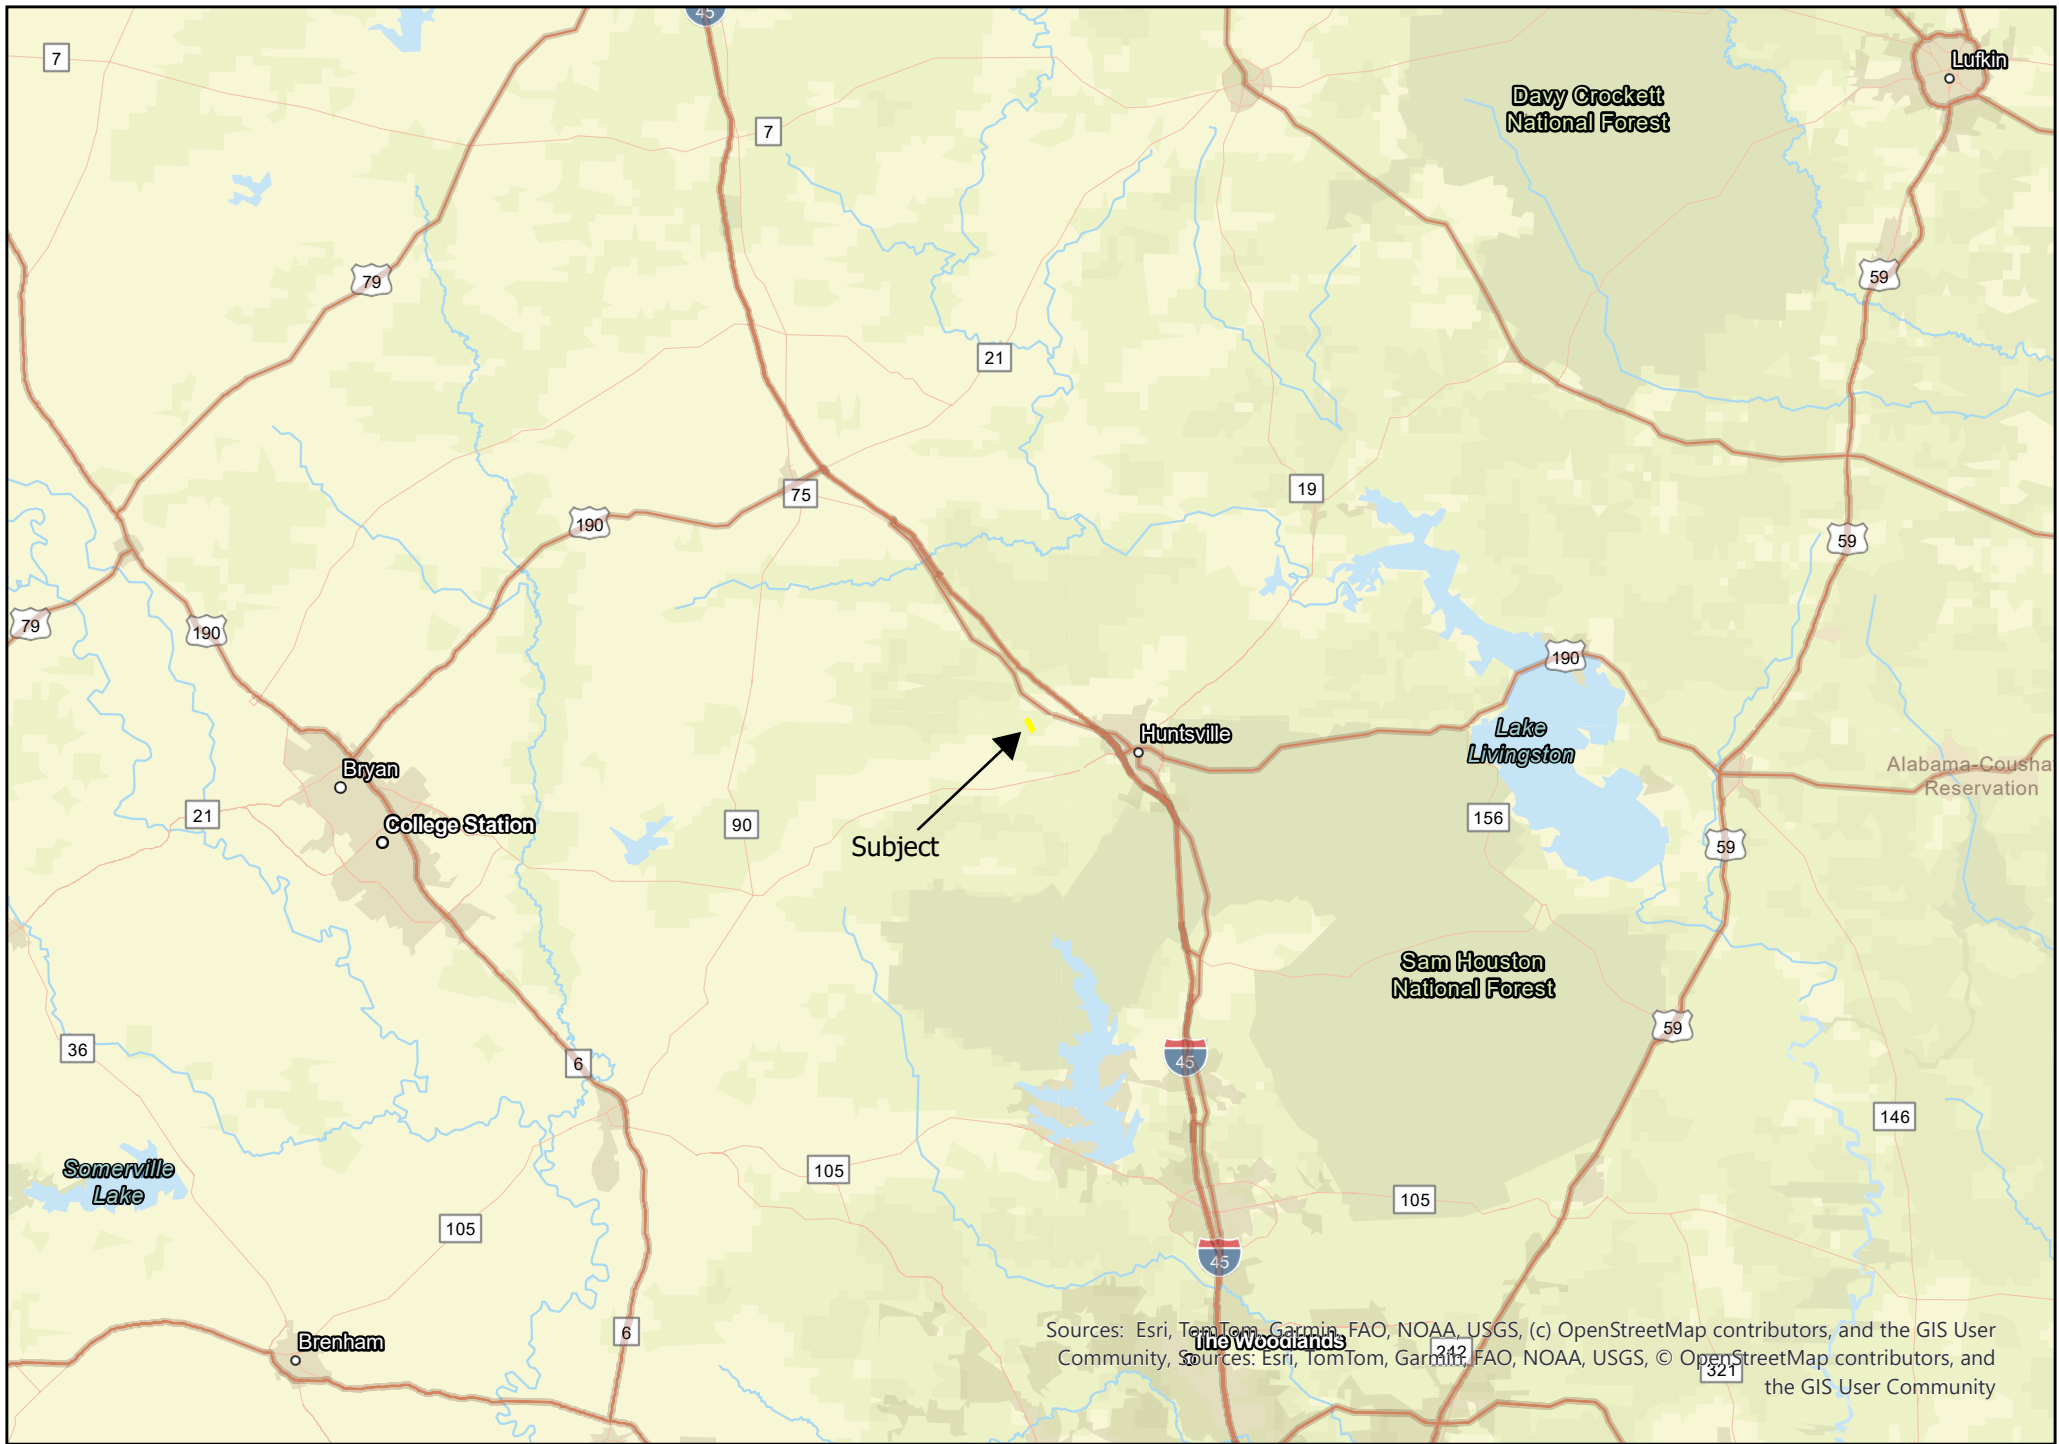 45
7
Lufkin
Davy Crockett
National Forest
7
79
59
21
75
19
190
59
79
190
190
Huntsville
Lake
Livingston
Bryan
Alabama-Cousha
Reservation
21
College Station
90
156
Subject
59
Sam Houston
National Forest
59
36
45
6
146
Somerville
Lake
105
105
105
45
6
Brenham
The Woodlands
242
321
Sources: Esri, TomTom, Garmin, FAO, NOAA, USGS, (c) OpenStreetMap contributors, and the GIS User
Community, Sources: Esri, TomTom, Garmin, FAO, NOAA, USGS, © OpenStreetMap contributors, and
the GIS User Community